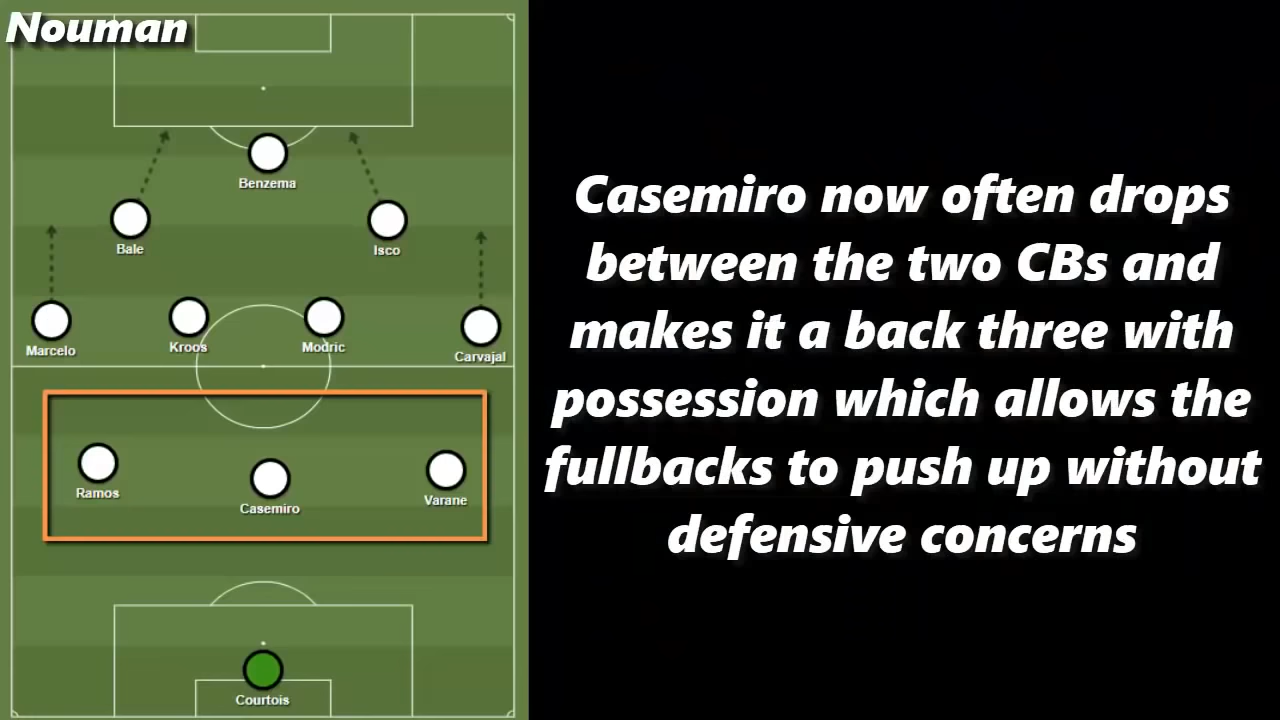 Nouman
Benzema
Bale
Isco
Marcelo
Kroos
Modric
Carvajal
Ramos
Casemiro
Varane
Courtois
Casemiro now often drops
between the two CBs and
makes it a back three with
possession which allows the
fullbacks to push up without
defensive concerns